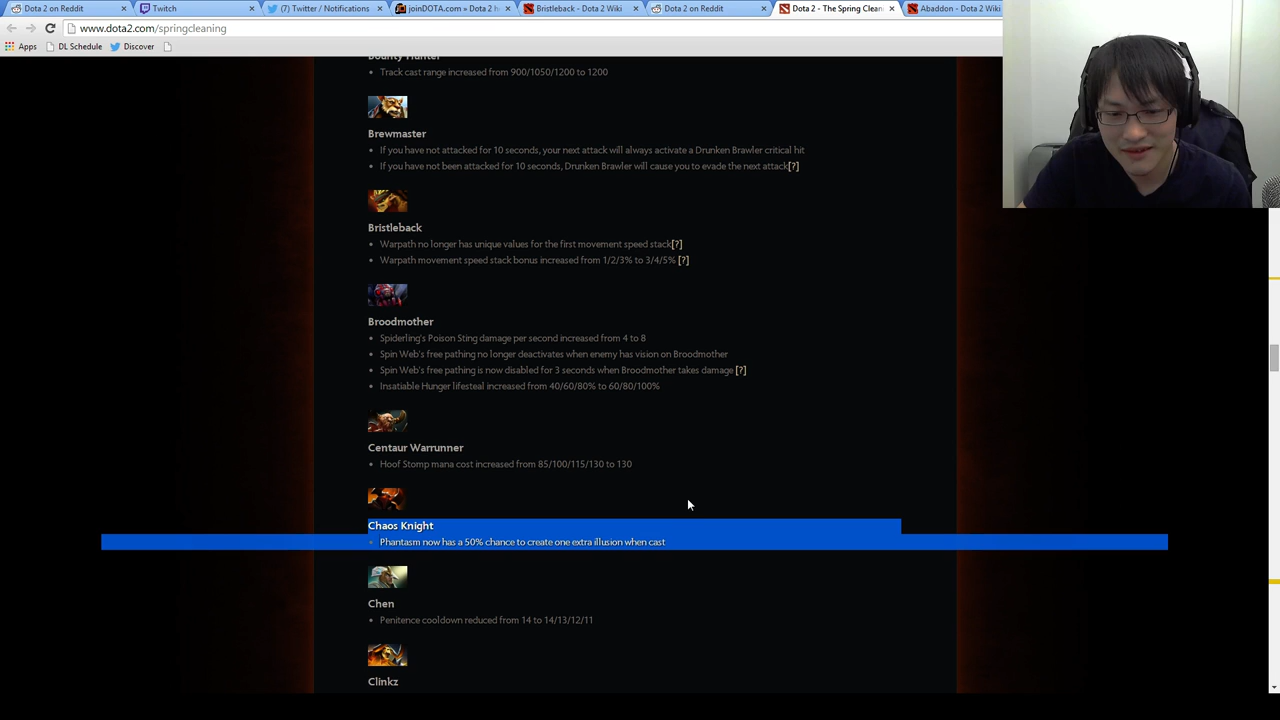 Dota 2 on Reddit
Twitch
(7) Twitter / Notifications
joinDOTA.com » Dota 2 h
Bristleback - Dota 2 Wiki
Dota 2 on Reddit
Dota 2 - The Spring Clean
Abaddon - Dota 2 Wiki
www.dota2.com/springcleaning
Apps
DL Schedule
Discover
Bounty Hunter
• Track cast range increased from 900/1050/1200 to 1200
Brewmaster
• If you have not attacked for 10 seconds, your next attack will always activate a Drunken Brawler critical hit
• If you have not been attacked for 10 seconds, Drunken Brawler will cause you to evade the next attack[?]
Bristleback
• Warpath no longer has unique values for the first movement speed stack[?]
• Warpath movement speed stack bonus increased from 1/2/3% to 3/4/5% [?]
Broodmother
• Spiderling's Poison Sting damage per second increased from 4 to 8
• Spin Web's free pathing no longer deactivates when enemy has vision on Broodmother
• Spin Web's free pathing is now disabled for 3 seconds when Broodmother takes damage [?]
• Insatiable Hunger lifesteal increased from 40/60/80% to 60/80/100%
Centaur Warrunner
• Hoof Stomp mana cost increased from 85/100/115/130 to 130
Chaos Knight
• Phantasm now has a 50% chance to create one extra illusion when cast
Chen
• Penitence cooldown reduced from 14 to 14/13/12/11
Clinkz